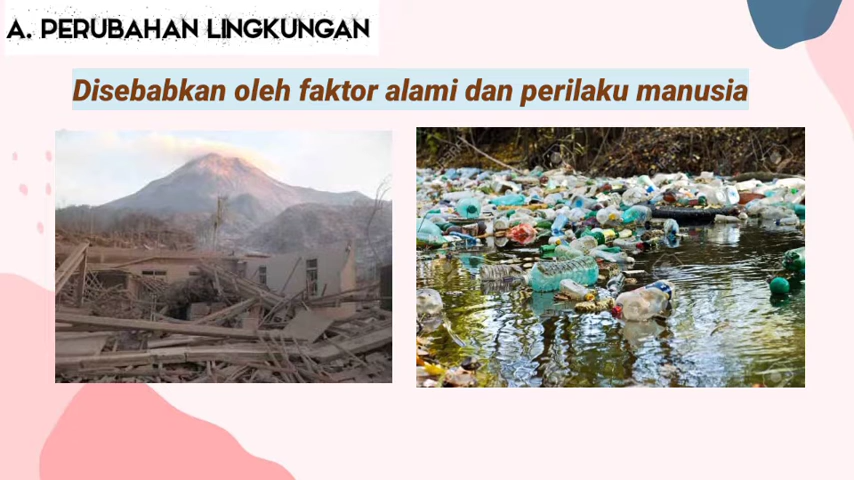 A. PERUBAHAN LINGKUNGAN
Disebabkan oleh faktor alami dan perilaku manusia